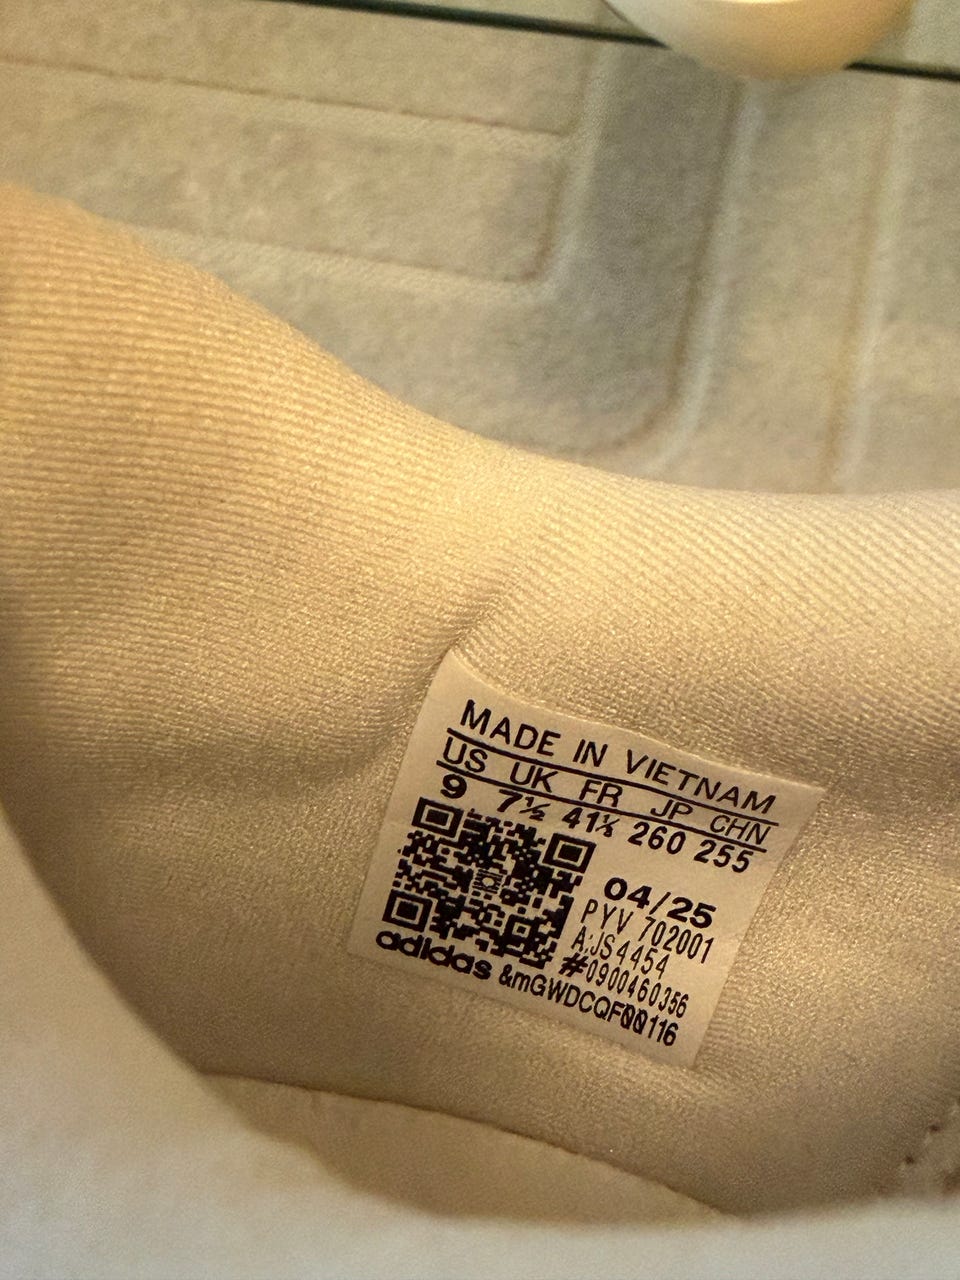 MADE IN VIETNAM
US UK FR JP CHN
9 7½ 41⅓ 260 255
04/25
PYV 702001
A:JS4454
#0900460356
adidas &mGWDCQF00116